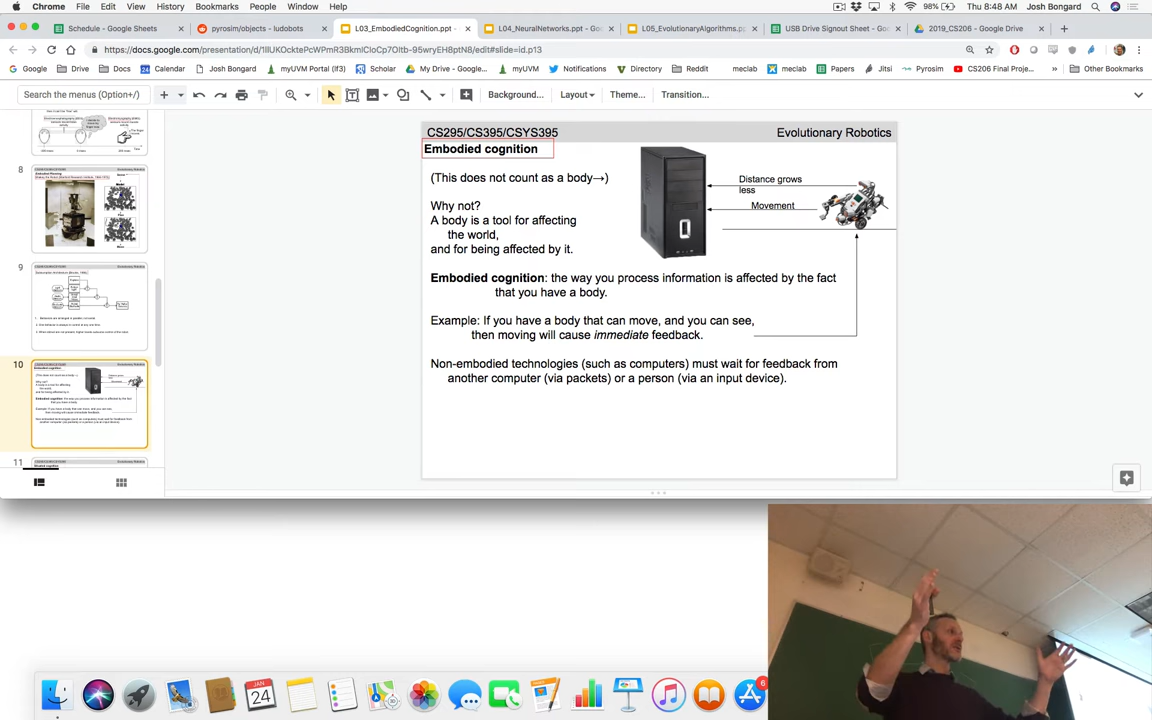 Chrome File Edit View History Bookmarks People Window Help 98% Thu 8:48 AM Josh Bongard
Schedule - Google Sheets
pyrosim/objects - ludobots
L03_EmbodiedCognition.ppt -
L04_NeuralNetworks.ppt - Goo
L05_EvolutionaryAlgorithms.pp
USB Drive Signout Sheet - Go
2019_CS206 - Google Drive
Google Drive Docs Calendar Josh Bongard myUVM Portal (lf3) Scholar My Drive - Google... myUVM Notifications Directory Reddit meclab meclab Papers Jitsi Pyrosim CS206 Final Proje... Other Bookmarks
Search the menus (Option+/)
Background... Layout Theme... Transition...
8
9
10
11
CS295/CS395/CSYS395 Evolutionary Robotics
Embodied cognition
(This does not count as a body→)
Distance grows
less
Movement
Why not?
A body is a tool for affecting
the world,
and for being affected by it.
Embodied cognition: the way you process information is affected by the fact
that you have a body.
Example: If you have a body that can move, and you can see,
then moving will cause immediate feedback.
Non-embodied technologies (such as computers) must wait for feedback from
another computer (via packets) or a person (via an input device).
JAN
24
6